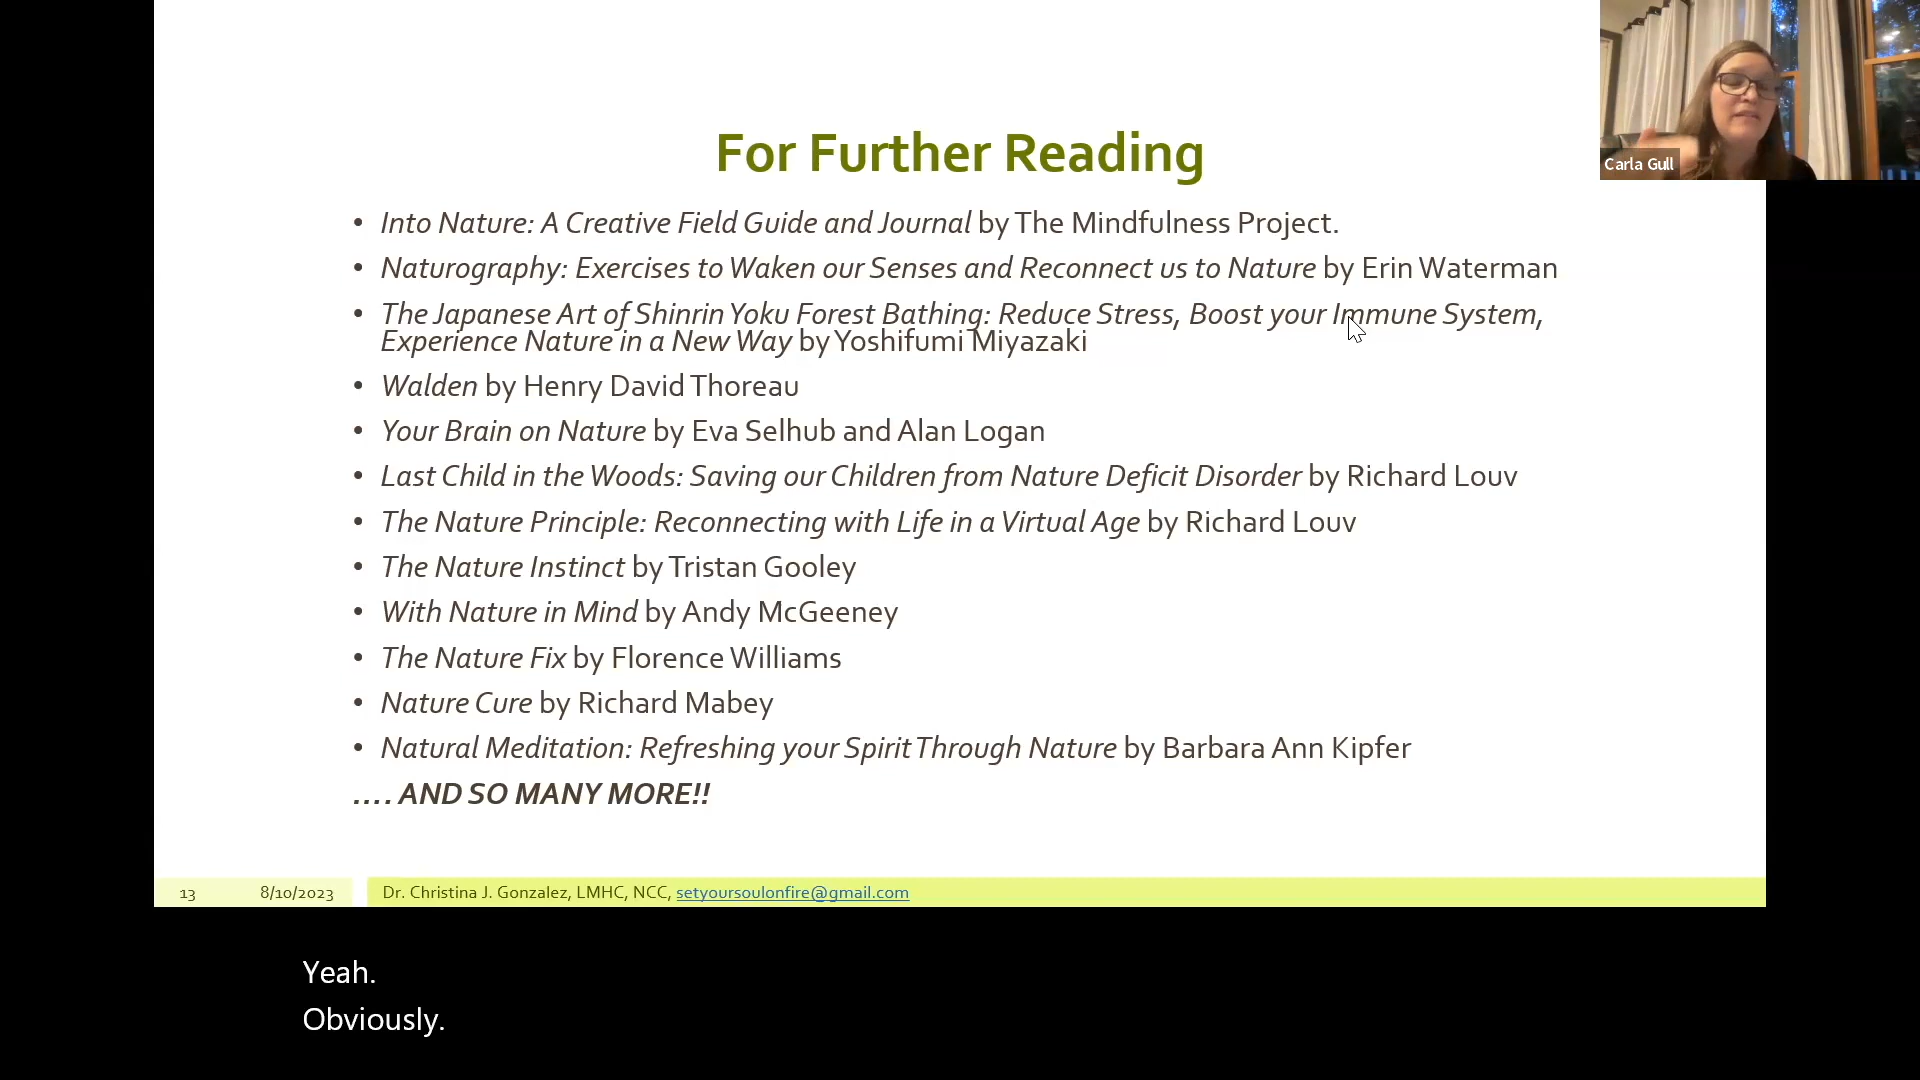 Carla Gull
For Further Reading
• Into Nature: A Creative Field Guide and Journal by The Mindfulness Project.
• Naturography: Exercises to Waken our Senses and Reconnect us to Nature by Erin Waterman
• The Japanese Art of Shinrin Yoku Forest Bathing: Reduce Stress, Boost your Immune System,
Experience Nature in a New Way by Yoshifumi Miyazaki
• Walden by Henry David Thoreau
• Your Brain on Nature by Eva Selhub and Alan Logan
• Last Child in the Woods: Saving our Children from Nature Deficit Disorder by Richard Louv
• The Nature Principle: Reconnecting with Life in a Virtual Age by Richard Louv
• The Nature Instinct by Tristan Gooley
• With Nature in Mind by Andy McGeeney
• The Nature Fix by Florence Williams
• Nature Cure by Richard Mabey
• Natural Meditation: Refreshing your Spirit Through Nature by Barbara Ann Kipfer
.... AND SO MANY MORE!!
13 8/10/2023 Dr. Christina J. Gonzalez, LMHC, NCC, setyoursoulonfire@gmail.com
Yeah.
Obviously.